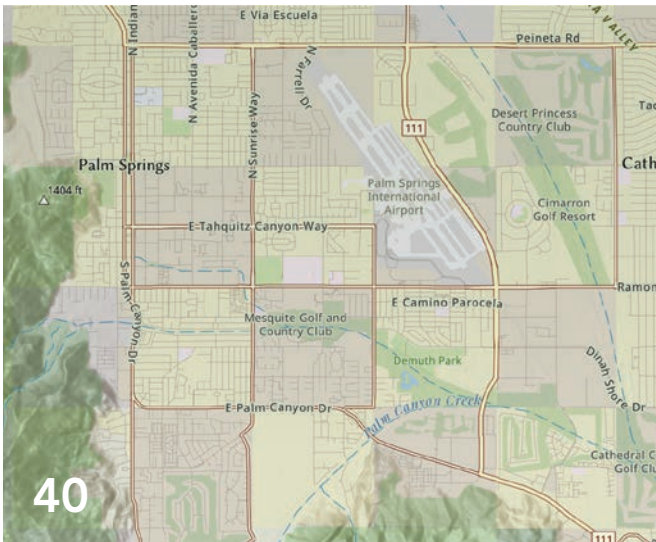 E Via Escuela
N Indian
N Avenida Caballero
N Farrell Dr
A VALLEY
Peineta Rd
N Sunrise Way
111
Desert Princess
Country Club
Palm Springs
1404 ft
Palm Springs
International
Airport
Cath
Cimarron
Golf Resort
E Tahquitz Canyon Way
S Palm Canyon Dr
Ramon
E Camino Parocela
Mesquite Golf and
Country Club
Demuth Park
Dinah Shore Dr
E Palm Canyon Dr
Palm Canyon Creek
Cathedral C
Golf Clu
40
111